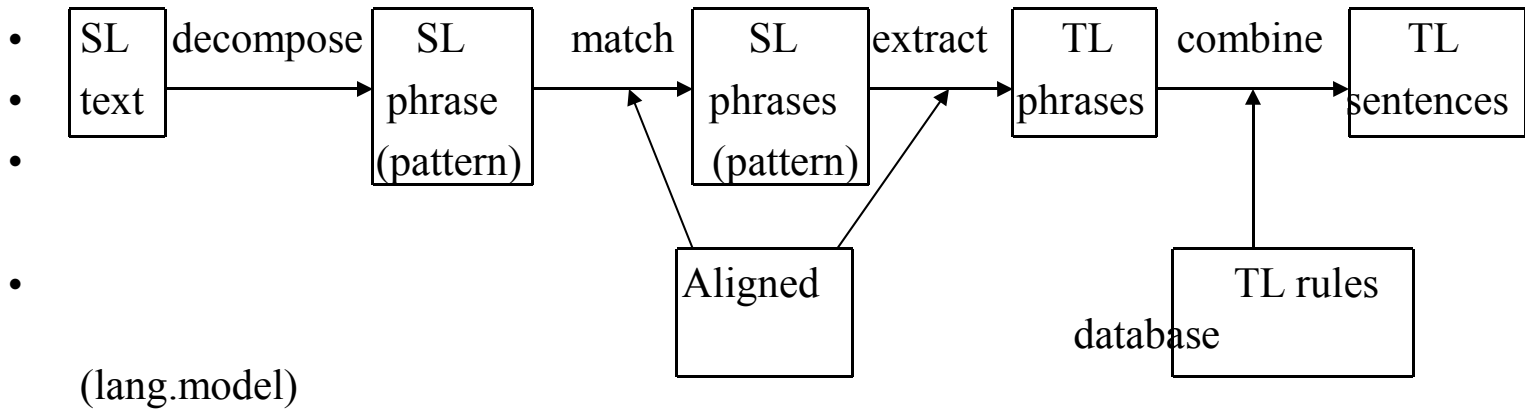 • SL decompose SL match SL extract TL combine TL
• text phrase phrases phrases sentences
• (pattern) (pattern)
• Aligned TL rules
database
(lang.model)